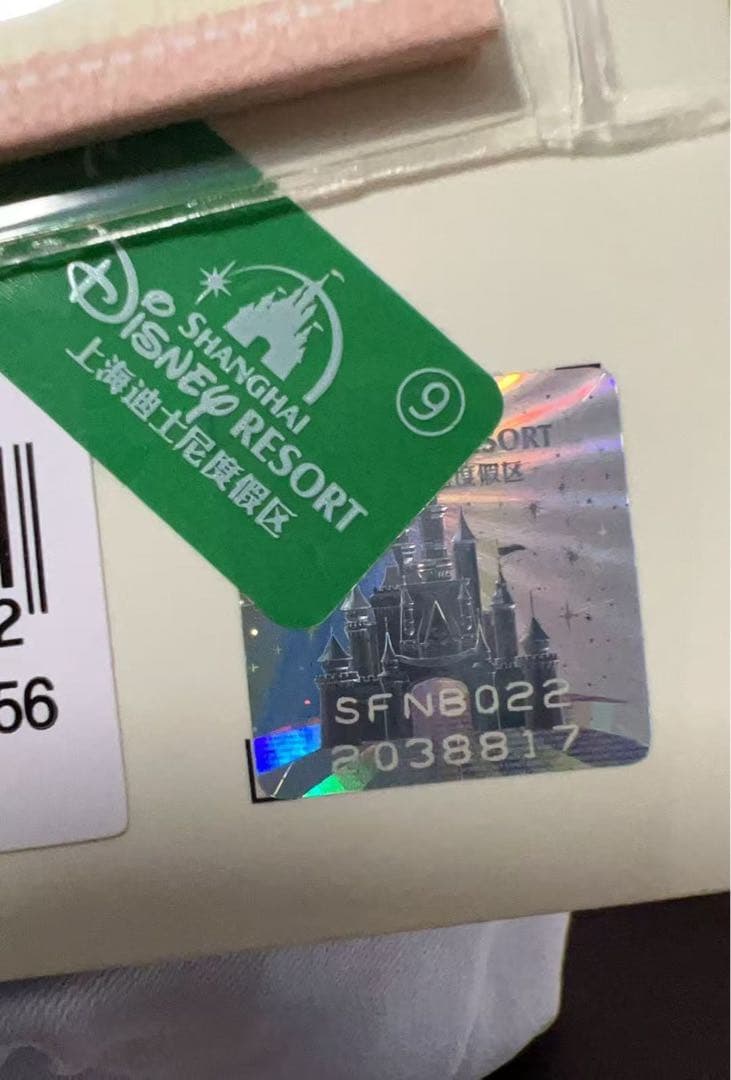 SHANGHAI
DISNEY RESORT
上海迪士尼度假区
⑨
SORT
度假区
SFNB022
2038817
2
56